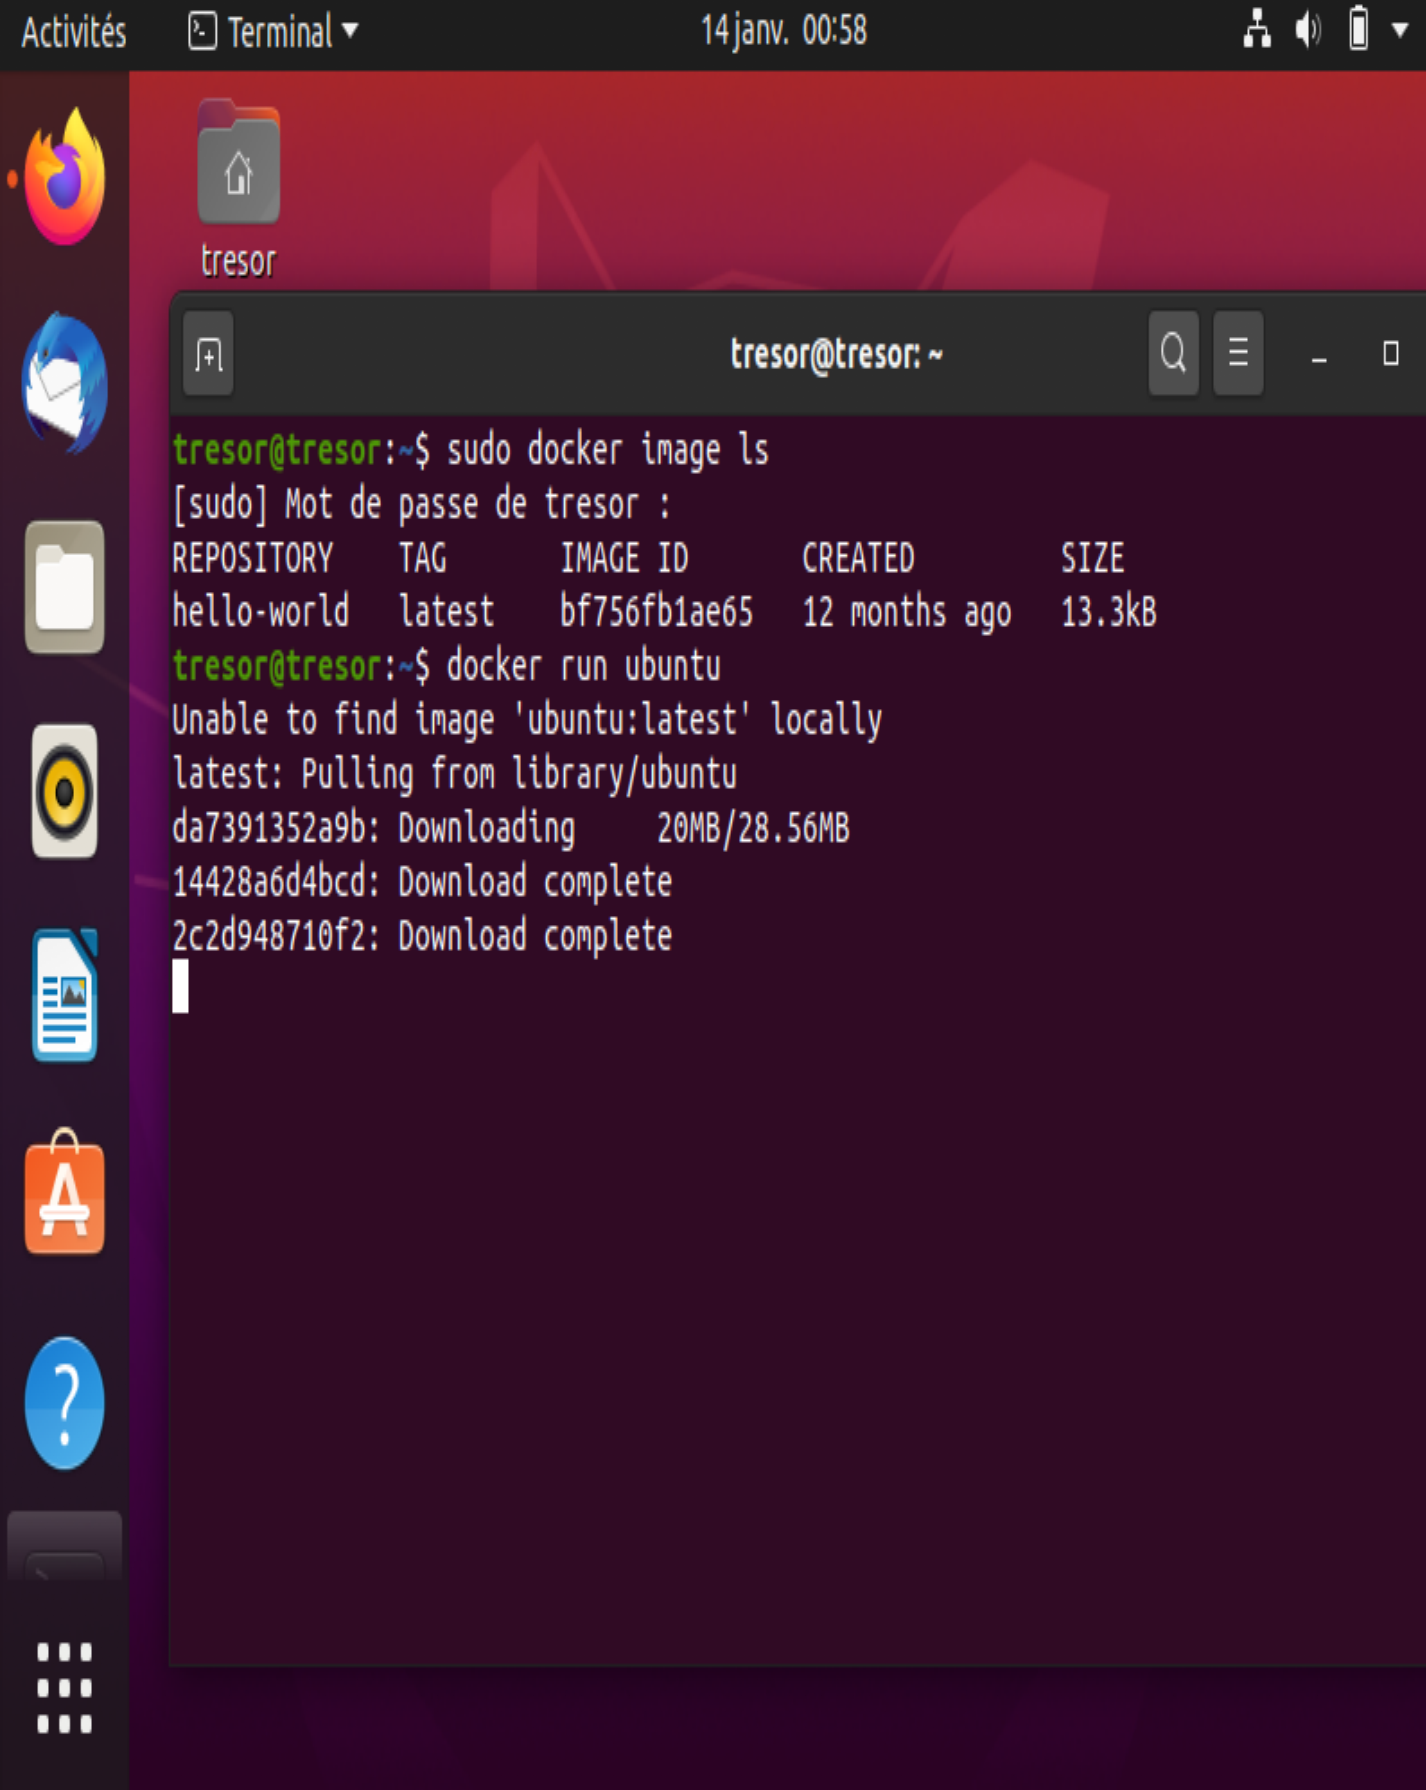 Activités Terminal 14 janv. 00:58
tresor
tresor@tresor: ~
tresor@tresor:~$ sudo docker image ls
[sudo] Mot de passe de tresor :
REPOSITORY TAG IMAGE ID CREATED SIZE
hello-world latest bf756fb1ae65 12 months ago 13.3kB
tresor@tresor:~$ docker run ubuntu
Unable to find image 'ubuntu:latest' locally
latest: Pulling from library/ubuntu
da7391352a9b: Downloading 20MB/28.56MB
14428a6d4bcd: Download complete
2c2d948710f2: Download complete